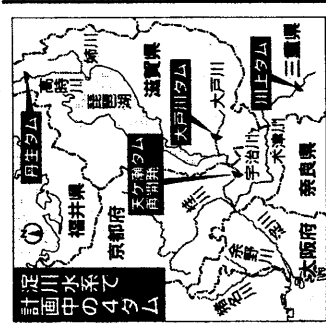 淀川水系で
計画中の４ダム
丹生ダム
高時川
姉川
琵琶湖
福井県
滋賀県
京都府
大戸川ダム
大戸川
天ケ瀬ダム
再開発
川上ダム
三重県
宇治川
木津川
桂川
淀川
余野川
猪名川
奈良県
大阪府